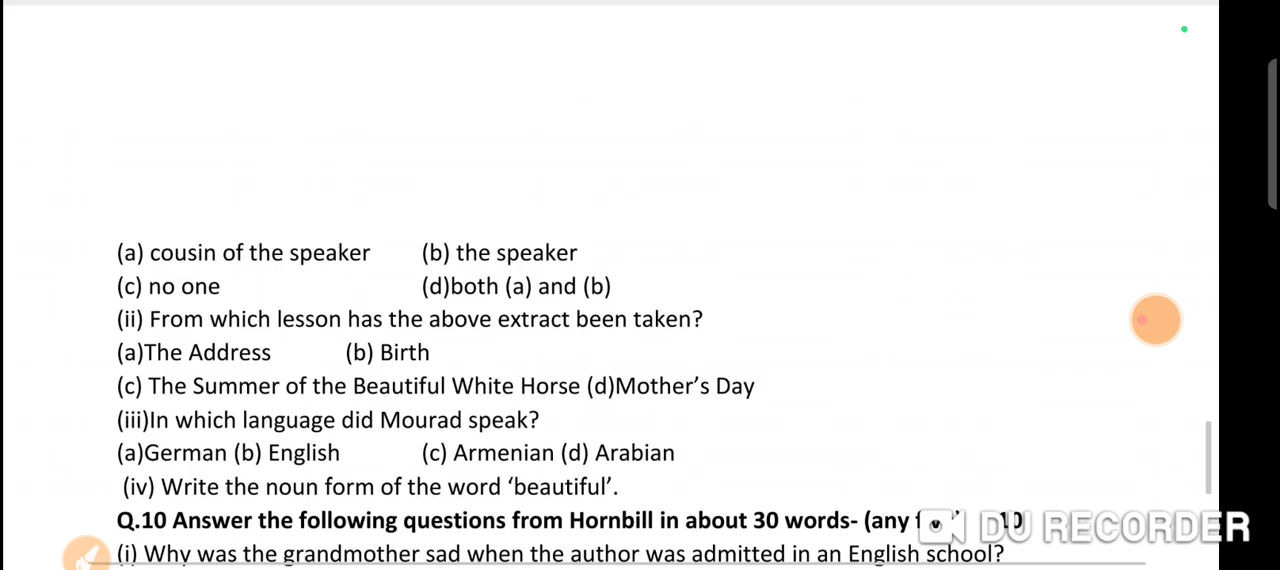 (a) cousin of the speaker (b) the speaker
(c) no one (d)both (a) and (b)
(ii) From which lesson has the above extract been taken?
(a)The Address (b) Birth
(c) The Summer of the Beautiful White Horse (d)Mother's Day
(iii)In which language did Mourad speak?
(a)German (b) English (c) Armenian (d) Arabian
(iv) Write the noun form of the word ‘beautiful’.
Q.10 Answer the following questions from Hornbill in about 30 words- (any 10
DU RECORDER
(i) Why was the grandmother sad when the author was admitted in an English school?